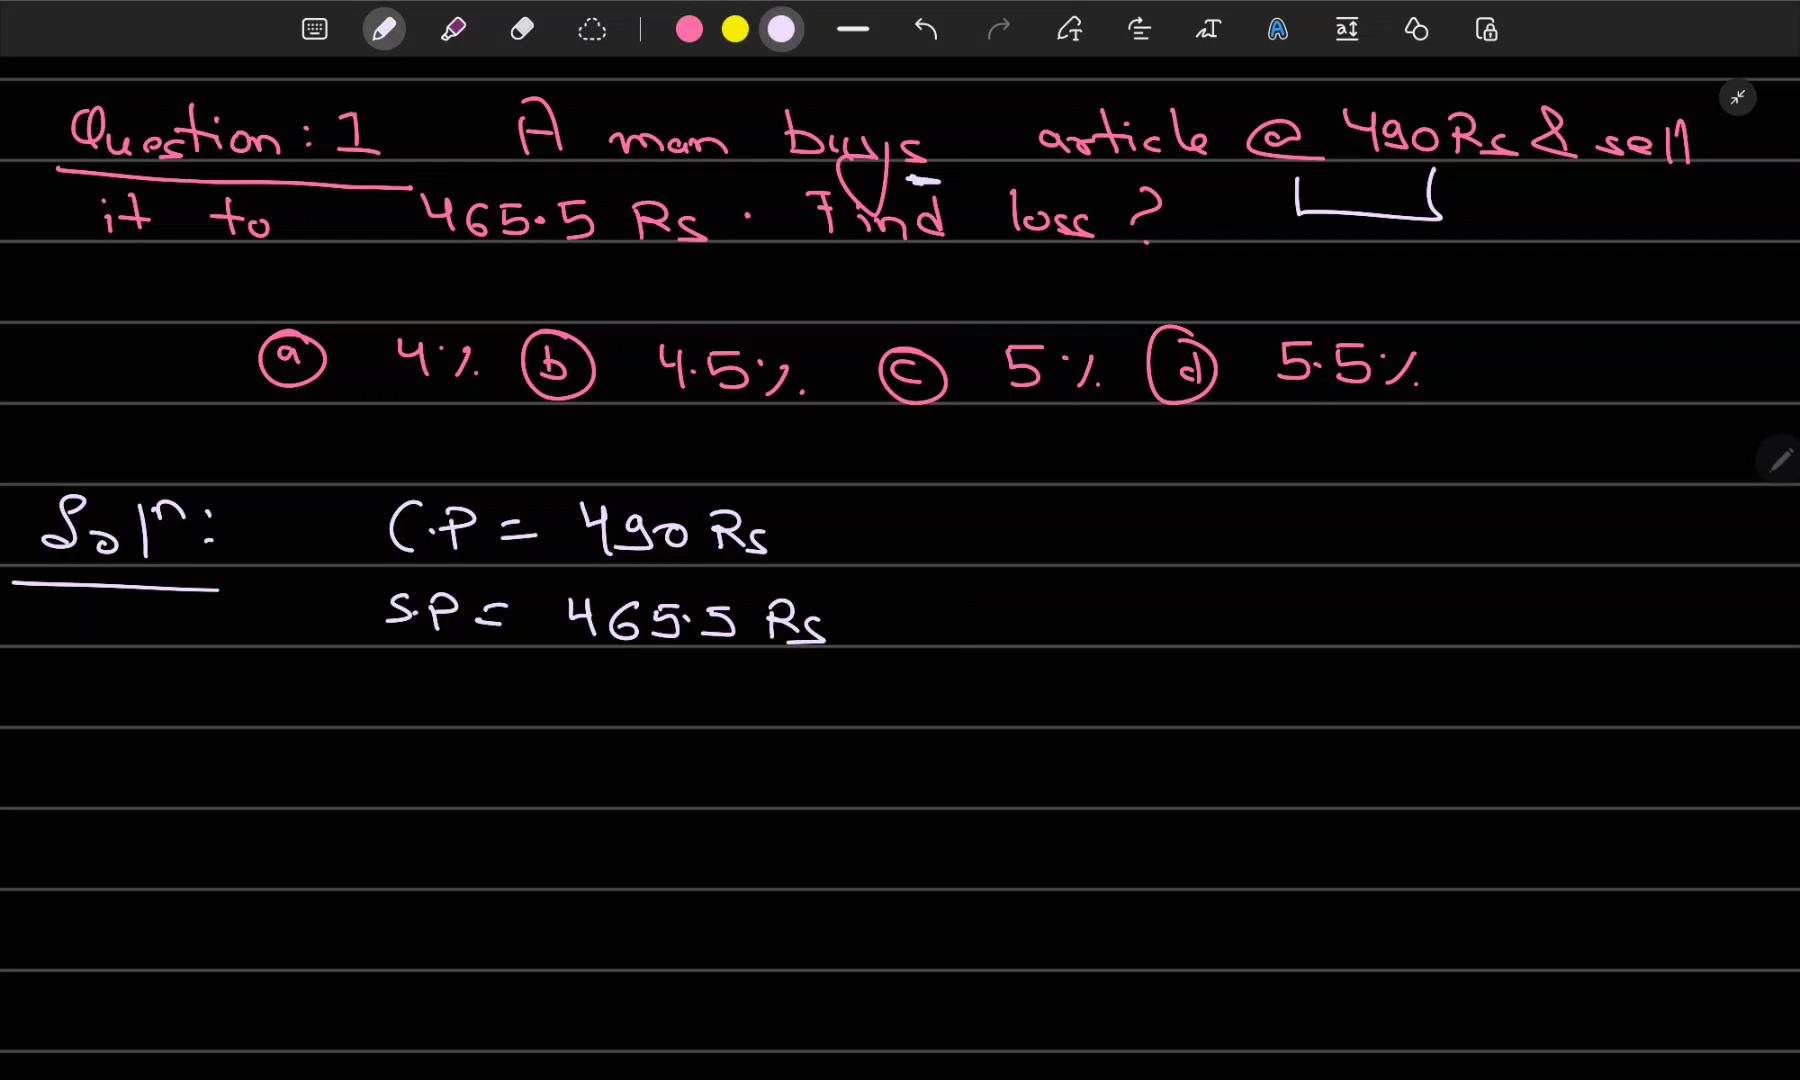 Question: 1 A man buys article @ 490 Rs & sell
it to 465.5 Rs. Find loss?
(a) 4% (b) 4.5% (c) 5% (d) 5.5%
Solⁿ: C.P = 490 Rs
S.P = 465.5 Rs